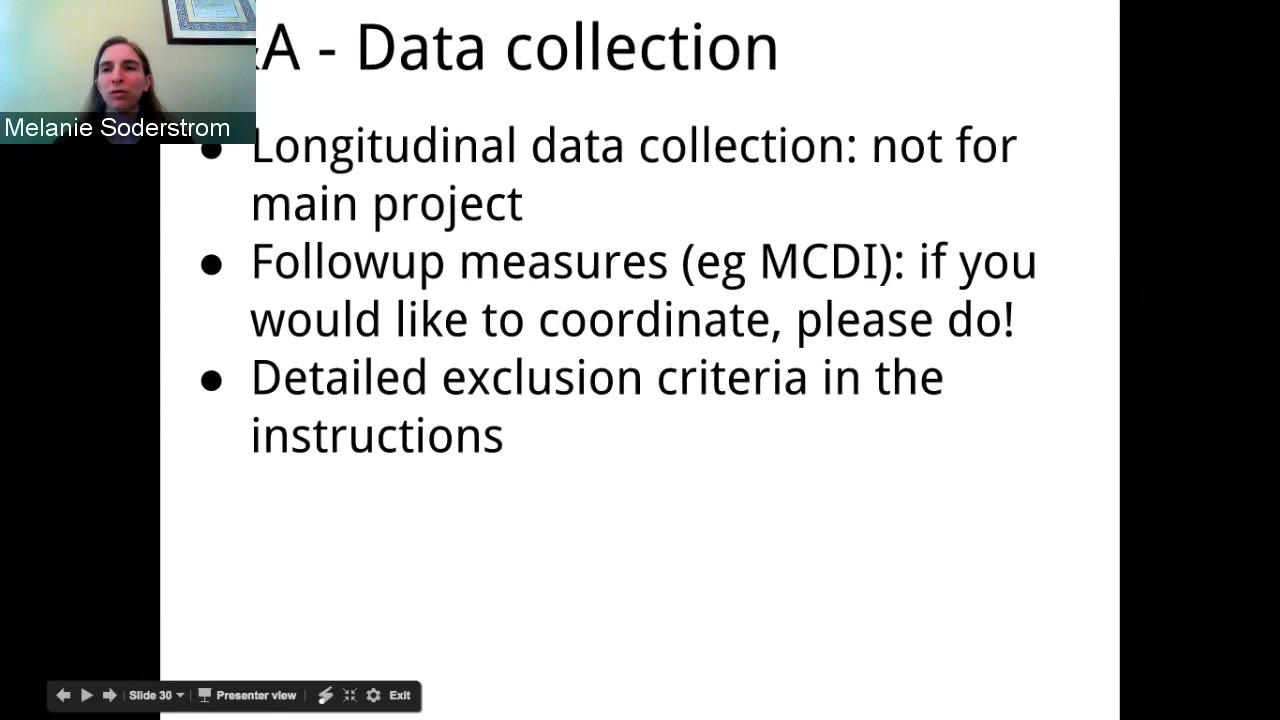 A - Data collection
Melanie Soderstrom
● Longitudinal data collection: not for
main project
● Followup measures (eg MCDI): if you
would like to coordinate, please do!
● Detailed exclusion criteria in the
instructions
Slide 30 Presenter view Exit